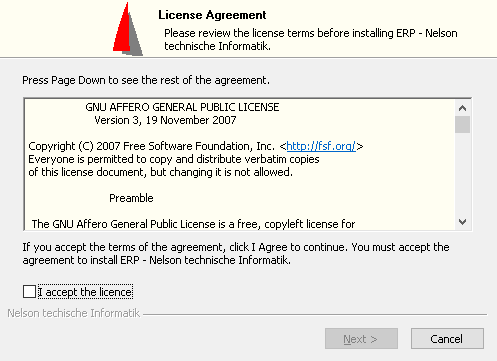 License Agreement
Please review the license terms before installing ERP - Nelson
technische Informatik.
Press Page Down to see the rest of the agreement.
GNU AFFERO GENERAL PUBLIC LICENSE
Version 3, 19 November 2007
Copyright (C) 2007 Free Software Foundation, Inc. <http://fsf.org/>
Everyone is permitted to copy and distribute verbatim copies
of this license document, but changing it is not allowed.
Preamble
The GNU Affero General Public License is a free, copyleft license for
If you accept the terms of the agreement, click I Agree to continue. You must accept the
agreement to install ERP - Nelson technische Informatik.
I accept the licence
Nelson techische Informatik
Next >
Cancel